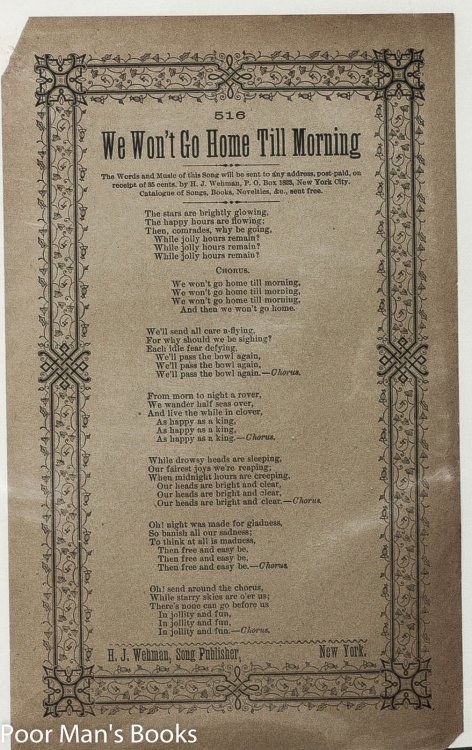 516
We Won't Go Home Till Morning
The Words and Music of this Song will be sent to any address, post-paid, on
receipt of 35 cents, by H. J. Wehman, P. O. Box 1823, New York City.
Catalogue of Songs, Books, Novelties, &c., sent free.
The stars are brightly glowing,
The happy hours are flowing;
Then, comrades, why be going,
While jolly hours remain?
While jolly hours remain?
While jolly hours remain?
CHORUS.
We won't go home till morning,
We won't go home till morning,
We won't go home till morning,
And then we won't go home.
We'll send all care a-flying,
For why should we be sighing?
Each idle fear defying,
We'll pass the bowl again,
We'll pass the bowl again,
We'll pass the bowl again.—Chorus.
From morn to night a rover,
We wander half seas over,
And live the while in clover,
As happy as a king,
As happy as a king,
As happy as a king.—Chorus.
While drowsy heads are sleeping,
Our fairest joys we're reaping;
When midnight hours are creeping,
Our heads are bright and clear,
Our heads are bright and clear,
Our heads are bright and clear.—Chorus.
Oh! night was made for gladness,
So banish all our sadness;
To think at all is madness,
Then free and easy be,
Then free and easy be,
Then free and easy be.—Chorus.
Oh! send around the chorus,
While starry skies are o'er us;
There's none can go before us
In jollity and fun,
In jollity and fun,
In jollity and fun.—Chorus.
H. J. Wehman, Song Publisher, New York.
Poor Man's Books